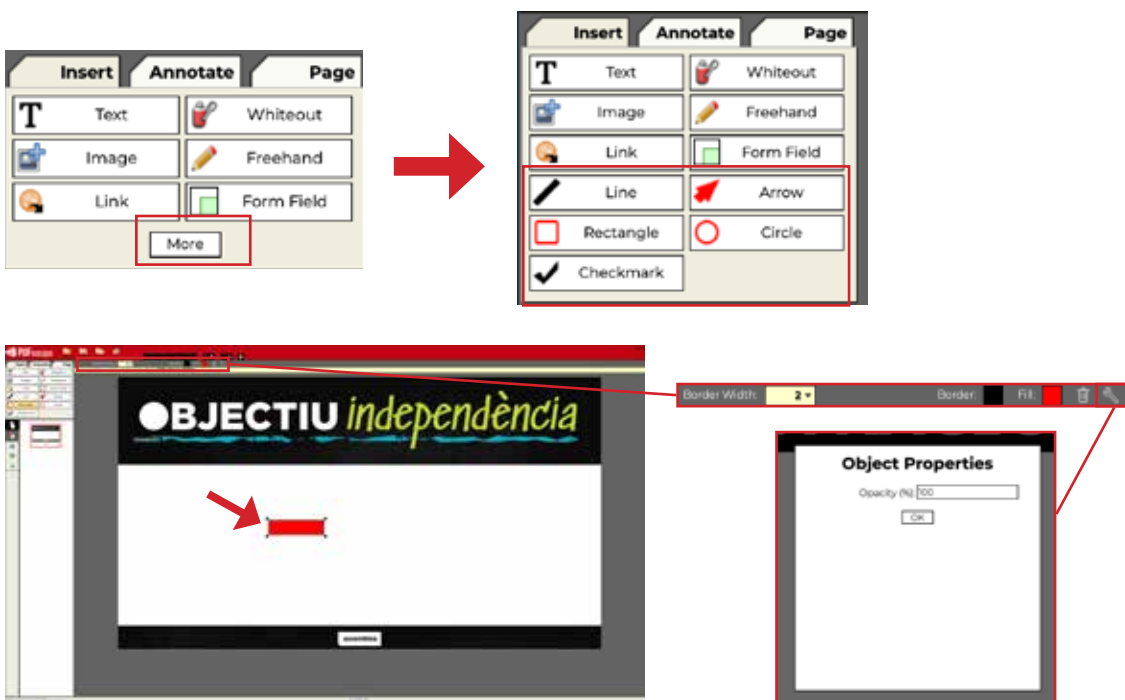 Insert Annotate Page
Text Whiteout
Image Freehand
Link Form Field
More
Insert Annotate Page
Text Whiteout
Image Freehand
Link Form Field
Line Arrow
Rectangle Circle
Checkmark
OBJECTIU independència
Border Width: 2 Border: Fill:
Object Properties
Opacity (%): 100
OK